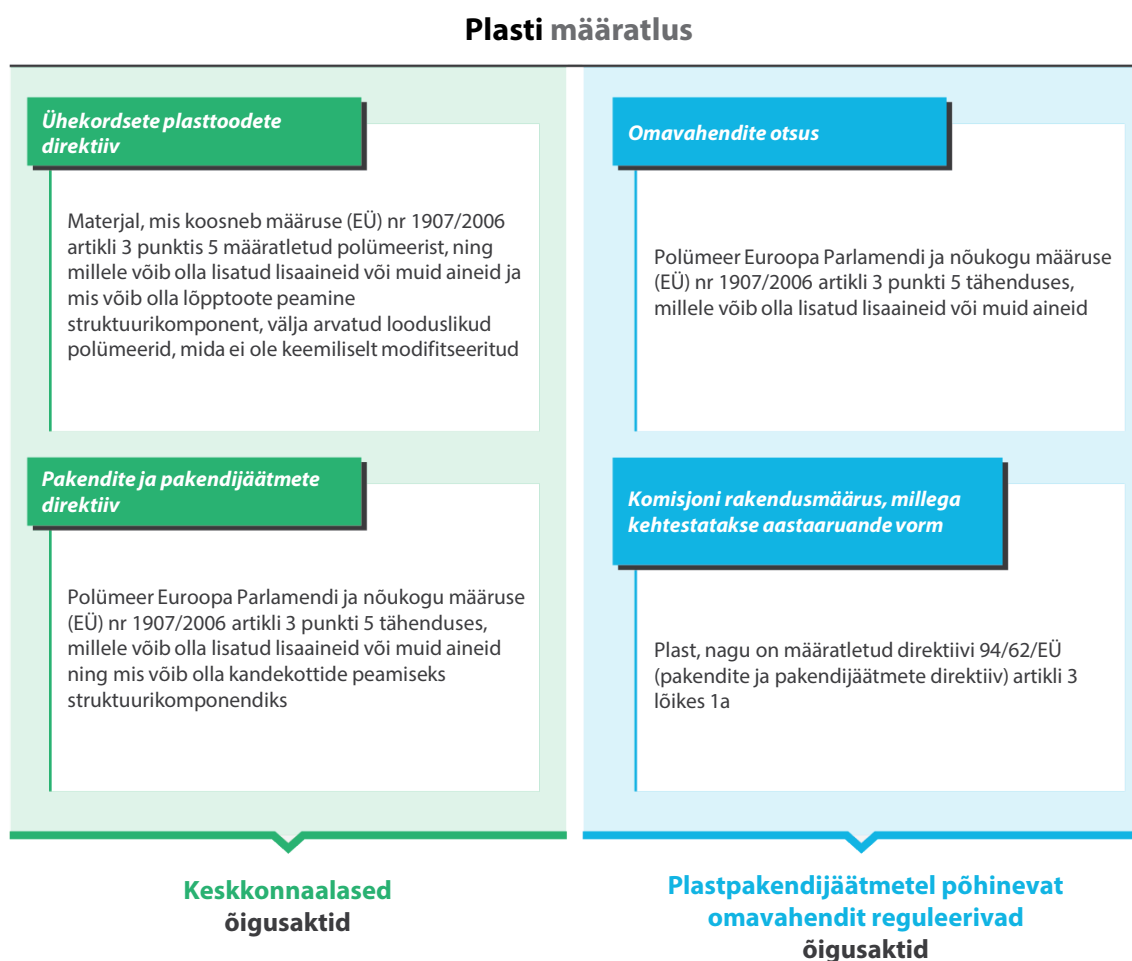 Plasti määratlus
Ühekordsete plasttoodete
direktiiv
Materjal, mis koosneb määruse (EÜ) nr 1907/2006
artikli 3 punktis 5 määratletud polümeerist, ning
millele võib olla lisatud lisaaineid või muid aineid ja
mis võib olla lõpptoote peamine
struktuurikomponent, välja arvatud looduslikud
polümeerid, mida ei ole keemiliselt modifitseeritud
Pakendite ja pakendijäätmete
direktiiv
Polümeer Euroopa Parlamendi ja nõukogu määruse
(EÜ) nr 1907/2006 artikli 3 punkti 5 tähenduses,
millele võib olla lisatud lisaaineid või muid aineid
ning mis võib olla kandekottide peamiseks
struktuurikomponendiks
Keskkonnaalased
õigusaktid
Omavahendite otsus
Polümeer Euroopa Parlamendi ja nõukogu määruse
(EÜ) nr 1907/2006 artikli 3 punkti 5 tähenduses,
millele võib olla lisatud lisaaineid või muid aineid
Komisjoni rakendusmäärus, millega
kehtestatakse aastaaruande vorm
Plast, nagu on määratletud direktiivi 94/62/EÜ
(pakendite ja pakendijäätmete direktiiv) artikli 3
lõikes 1a
Plastpakendijäätmetel põhinevat
omavahendit reguleerivad
õigusaktid